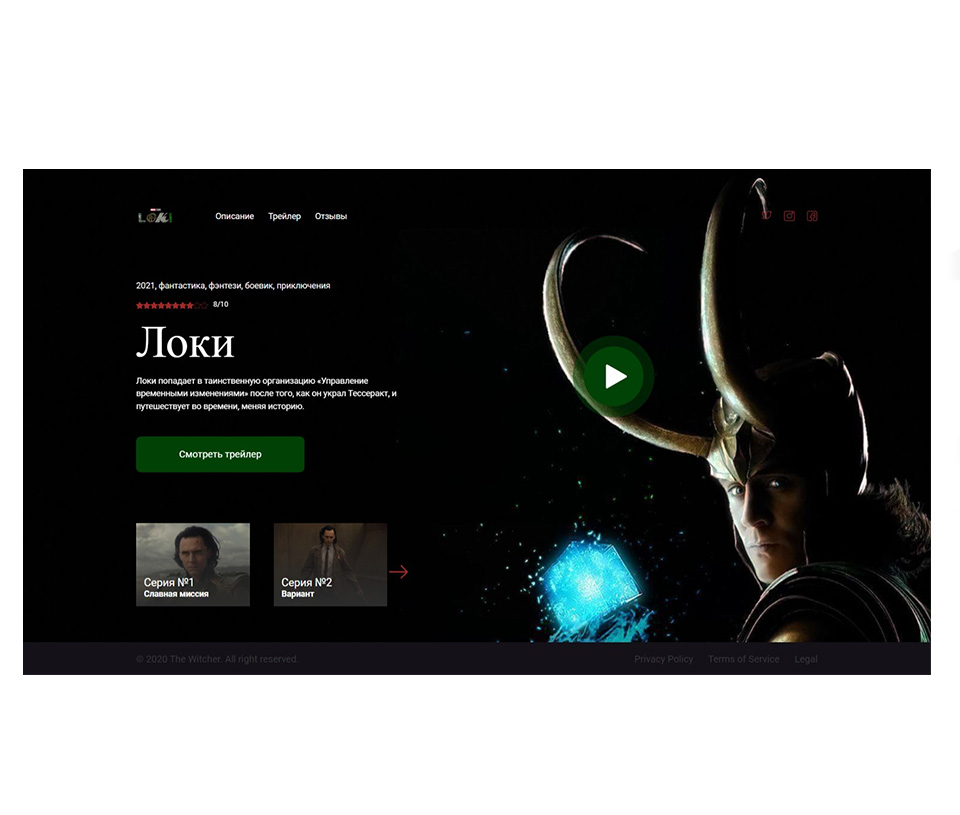 LOKI
Описание Трейлер Отзывы
2021, фантастика, фэнтези, боевик, приключения
8/10
Локи
Локи попадает в таинственную организацию «Управление
временными изменениями» после того, как он украл Тессеракт, и
путешествует во времени, меняя историю.
Смотреть трейлер
Серия №1
Славная миссия
Серия №2
Вариант
© 2020 The Witcher. All right reserved.
Privacy Policy Terms of Service Legal